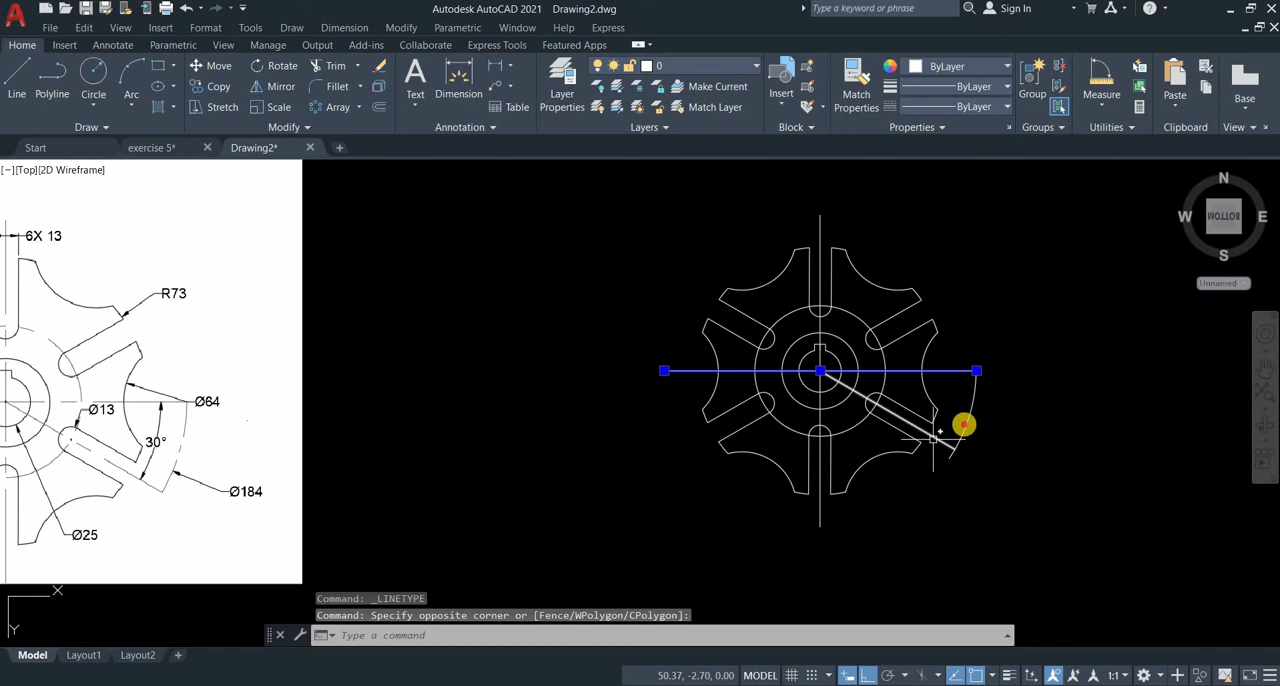 Autodesk AutoCAD 2021 Drawing2.dwg
Type a keyword or phrase
Sign In
File Edit View Insert Format Tools Draw Dimension Modify Parametric Window Help Express
Home Insert Annotate Parametric View Manage Output Add-ins Collaborate Express Tools Featured Apps
Line Polyline Circle Arc
Move Rotate Trim
Copy Mirror Fillet
Stretch Scale Array
Text Dimension Table
Layer Properties
0
Make Current
Match Layer
Insert
Match Properties
ByLayer
ByLayer
ByLayer
Group
Measure
Paste
Base
Draw Modify Annotation Layers Block Properties Groups Utilities Clipboard View
Start exercise 5* Drawing2*
[−][Top][2D Wireframe]
N
W BOTTOM E
S
Unnamed
6X 13
R73
Ø64
Ø13
30°
Ø184
Ø25
X
Y
Command: _LINETYPE
Command: Specify opposite corner or [Fence/WPolygon/CPolygon]:
Type a command
Model Layout1 Layout2
50.37, -2.70, 0.00 MODEL 1:1